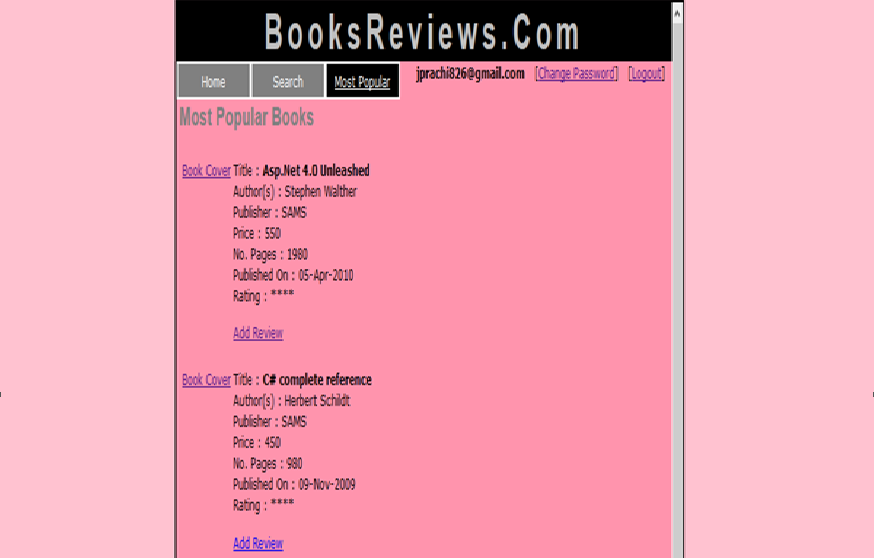 BooksReviews.Com
Home Search Most Popular jprachi826@gmail.com [Change Password] [Logout]
Most Popular Books
Book Cover Title : Asp.Net 4.0 Unleashed
Author(s) : Stephen Walther
Publisher : SAMS
Price : 550
No. Pages : 1980
Published On : 05-Apr-2010
Rating : ****
Add Review
Book Cover Title : C# complete reference
Author(s) : Herbert Schildt
Publisher : SAMS
Price : 450
No. Pages : 980
Published On : 09-Nov-2009
Rating : ****
Add Review